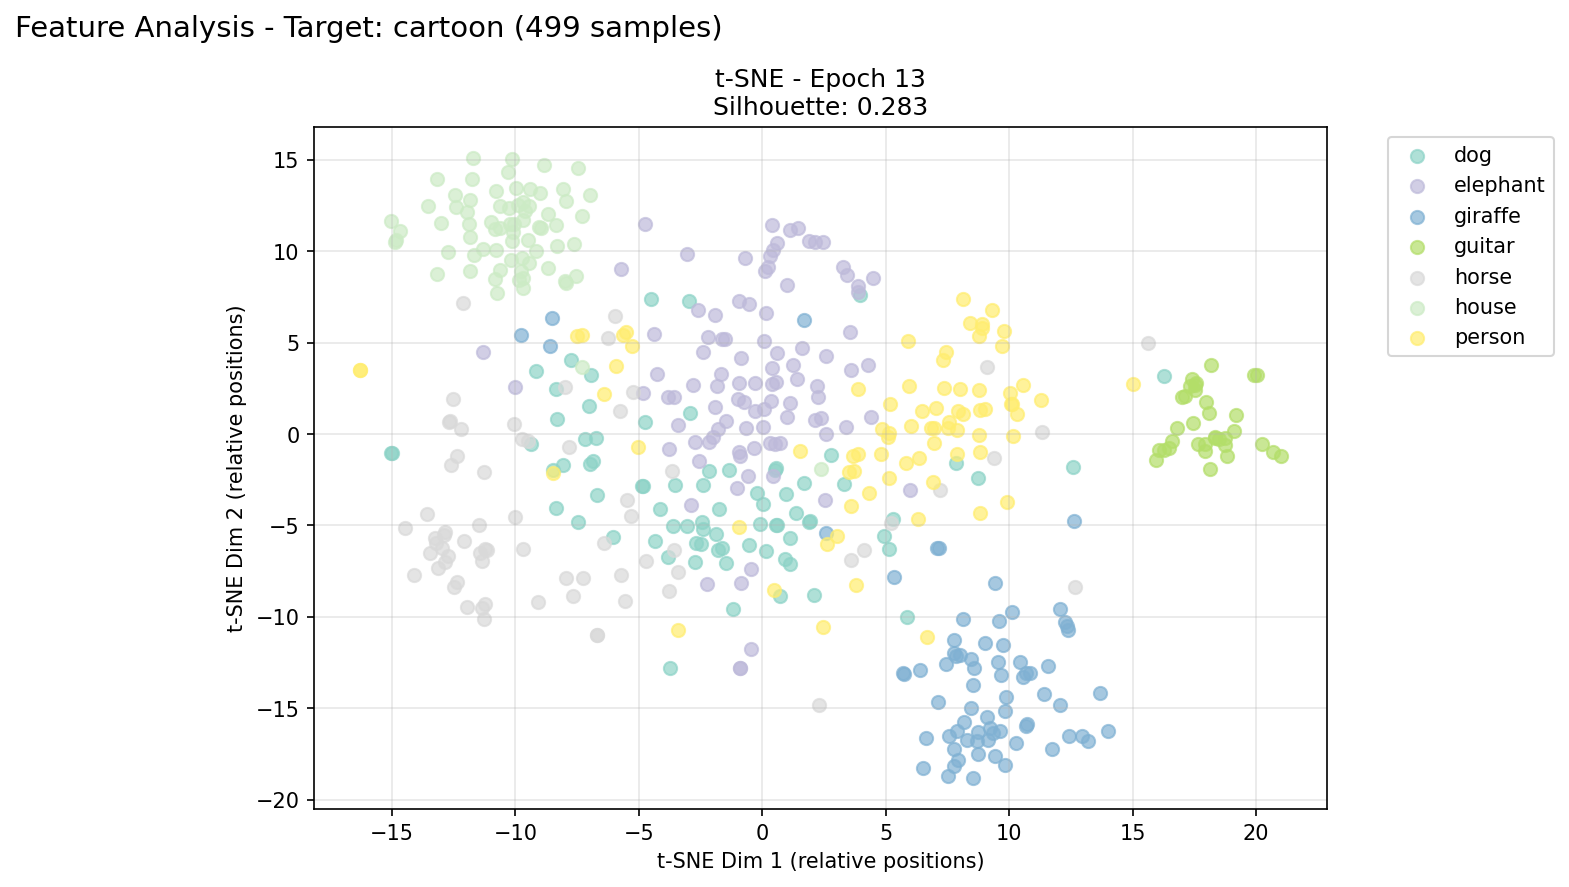 Feature Analysis - Target: cartoon (499 samples)
t-SNE - Epoch 13
Silhouette: 0.283
dog
elephant
giraffe
guitar
horse
house
person
15
10
5
0
−5
−10
−15
−20
t-SNE Dim 2 (relative positions)
−15
−10
−5
0
5
10
15
20
t-SNE Dim 1 (relative positions)